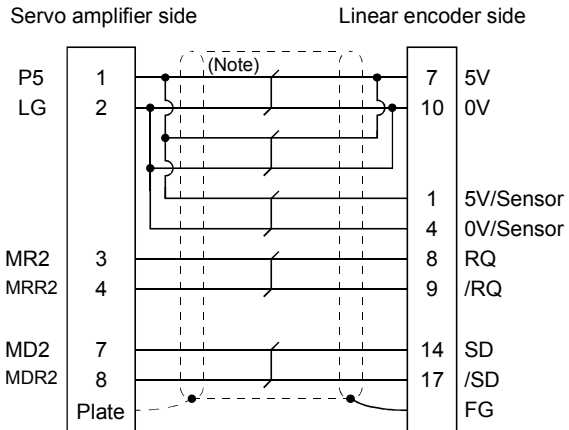 Servo amplifier side Linear encoder side
(Note)
P5 1 7 5V
LG 2 10 0V
1 5V/Sensor
4 0V/Sensor
MR2 3 8 RQ
MRR2 4 9 /RQ
MD2 7 14 SD
MDR2 8 17 /SD
Plate FG